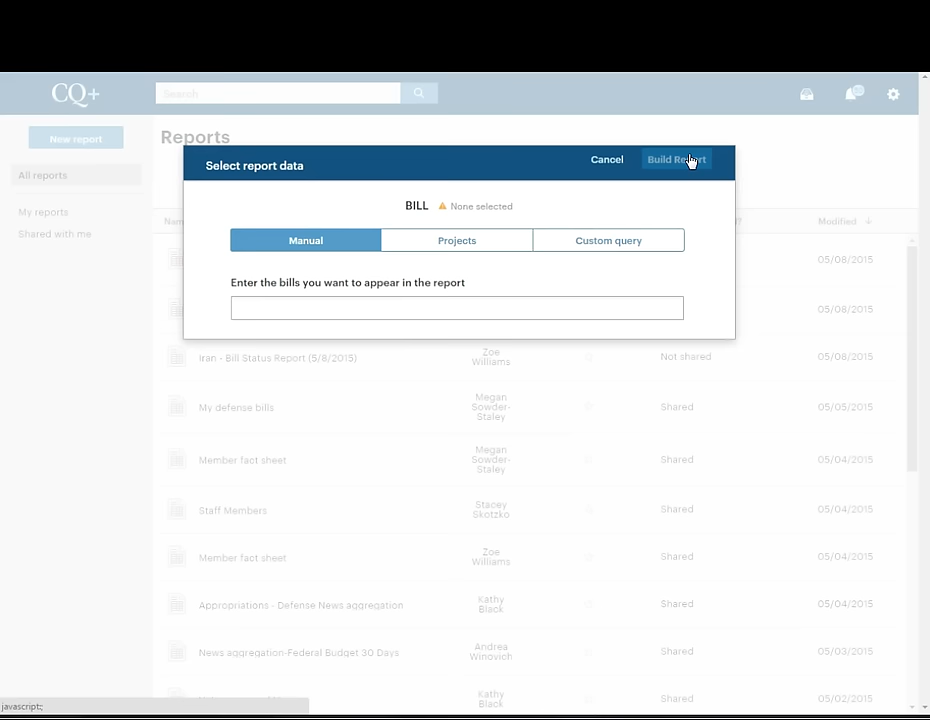 CQ+
Search
New report
Reports
All reports
My reports
Shared with me
Select report data
Cancel
Build Report
BILL
None selected
Manual
Projects
Custom query
Enter the bills you want to appear in the report
Modified
05/08/2015
05/08/2015
Iran - Bill Status Report (5/8/2015)
Zoe
Williams
Not shared
05/08/2015
My defense bills
Megan
Sowder-
Staley
Shared
05/05/2015
Member fact sheet
Megan
Sowder-
Staley
Shared
05/04/2015
Staff Members
Stacey
Skotzko
Shared
05/04/2015
Member fact sheet
Zoe
Williams
Shared
05/04/2015
Appropriations - Defense News aggregation
Kathy
Black
Shared
05/04/2015
News aggregation-Federal Budget 30 Days
Andrea
Winovich
Shared
05/03/2015
Kathy
Black
Shared
05/02/2015
javascript:;